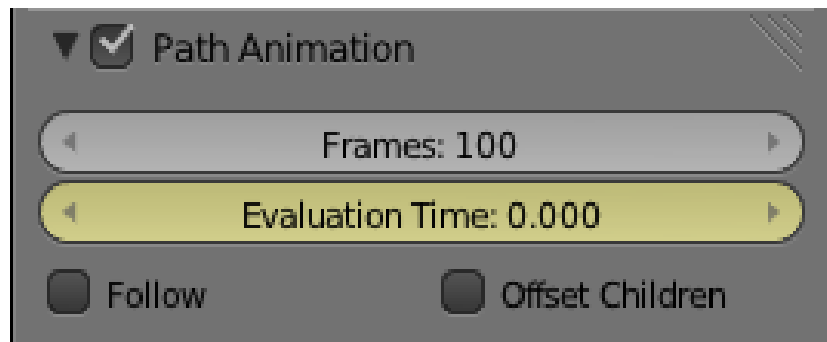 Path Animation
Frames: 100
Evaluation Time: 0.000
Follow Offset Children